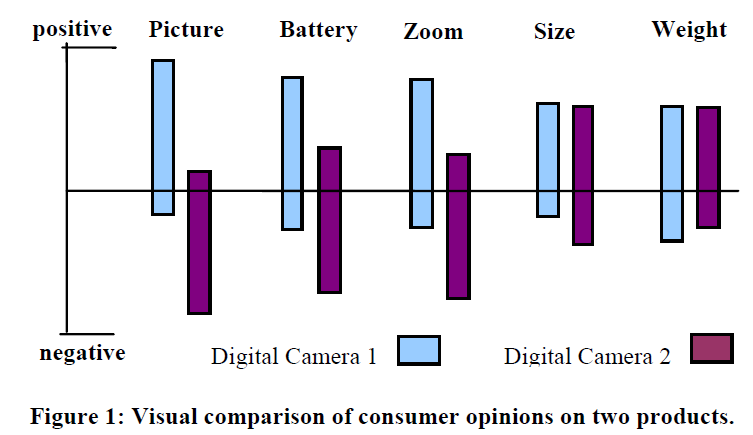 positive Picture Battery Zoom Size Weight
negative
Digital Camera 1 Digital Camera 2
Figure 1: Visual comparison of consumer opinions on two products.